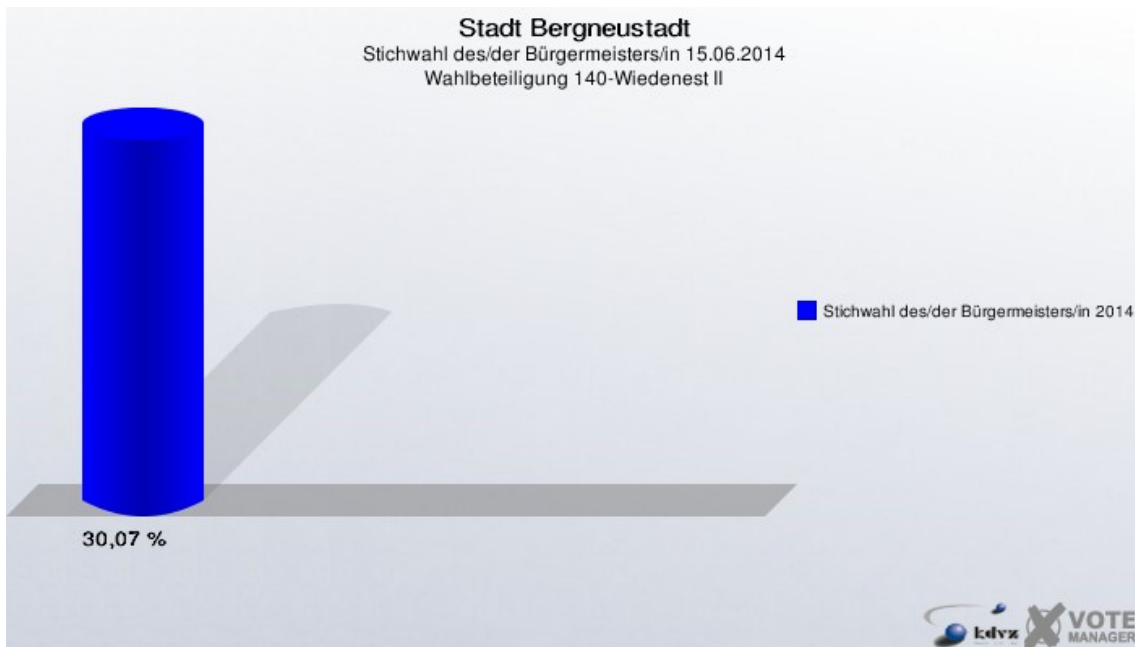 Stadt Bergneustadt
Stichwahl des/der Bürgermeisters/in 15.06.2014
Wahlbeteiligung 140-Wiedenest II
Stichwahl des/der Bürgermeisters/in 2014
30,07 %
kdvz
VOTE
MANAGER